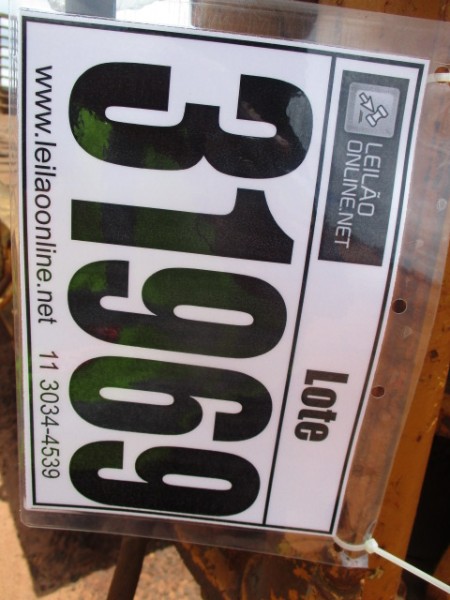 LEILÃO
ONLINE.NET
Lote
31969
www.leilaoonline.net 11 3034-4539